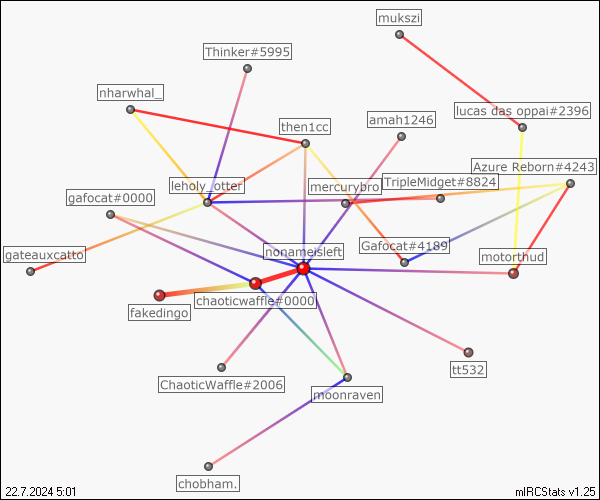 mukszi
Thinker#5995
nharwhal_
lucas das oppai#2396
amah1246
then1cc
Azure Reborn#4243
TripleMidget#8824
leholy_otter
mercurybro
gafocat#0000
Gafocat#4189
nonameisleft
gateauxcatto
motorthud
chaoticwaffle#0000
fakedingo
tt532
ChaoticWaffle#2006
moonraven
chobham.
22.7.2024 5:01
mIRCStats v1.25